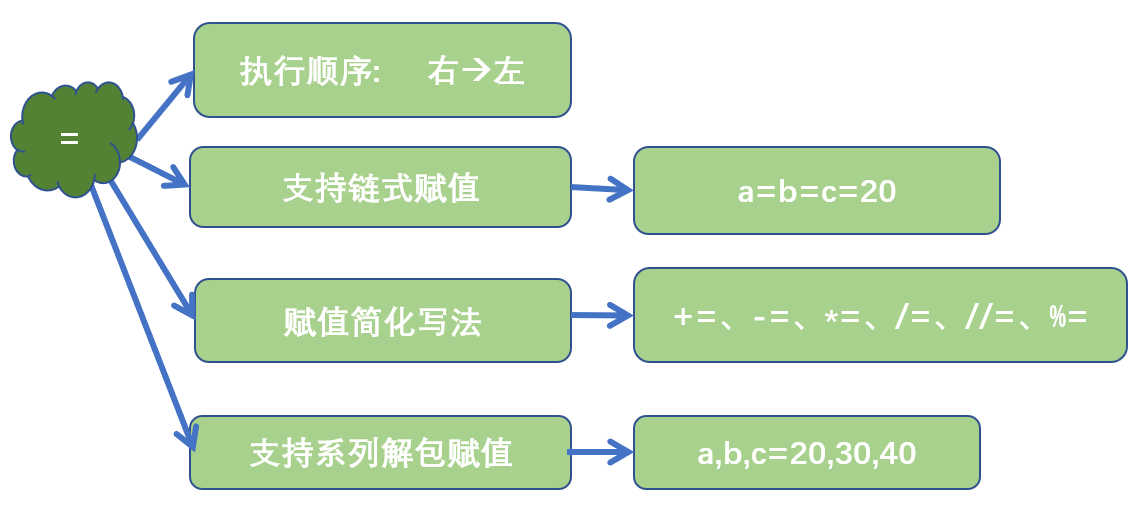 =
执行顺序: 右→左
支持链式赋值
a=b=c=20
赋值简化写法
+=、-=、*=、/=、//=、%=
支持系列解包赋值
a,b,c=20,30,40